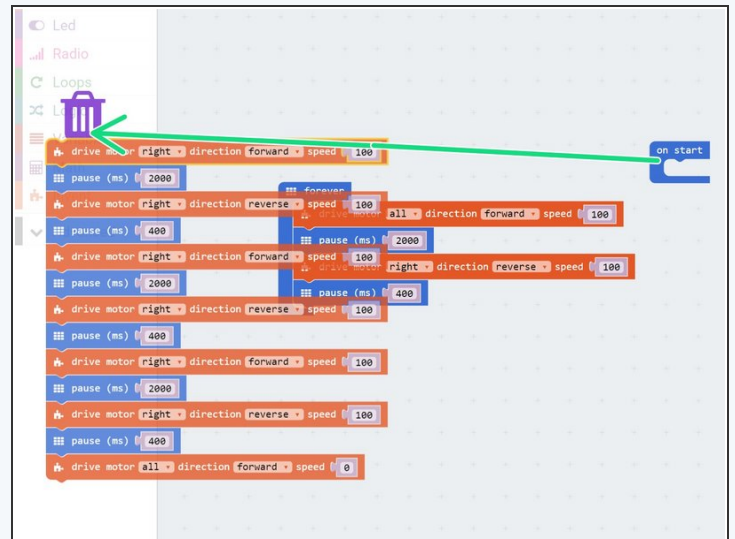 Led
Radio
Loops
on start
drive motor right direction forward speed 100
pause (ms) 2000
drive motor right direction reverse speed 100
pause (ms) 400
drive motor right direction forward speed 100
pause (ms) 2000
drive motor right direction reverse speed 100
pause (ms) 400
drive motor right direction forward speed 100
pause (ms) 2000
drive motor right direction reverse speed 100
pause (ms) 400
drive motor all direction forward speed 0
forever
drive motor all direction forward speed 100
pause (ms) 2000
drive motor right direction reverse speed 100
pause (ms) 400